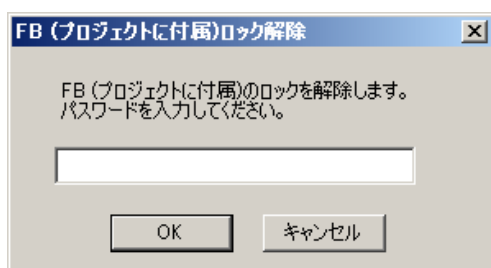 FB (プロジェクトに付属)ロック解除
FB (プロジェクトに付属)のロックを解除します。
パスワードを入力してください。
OK
キャンセル